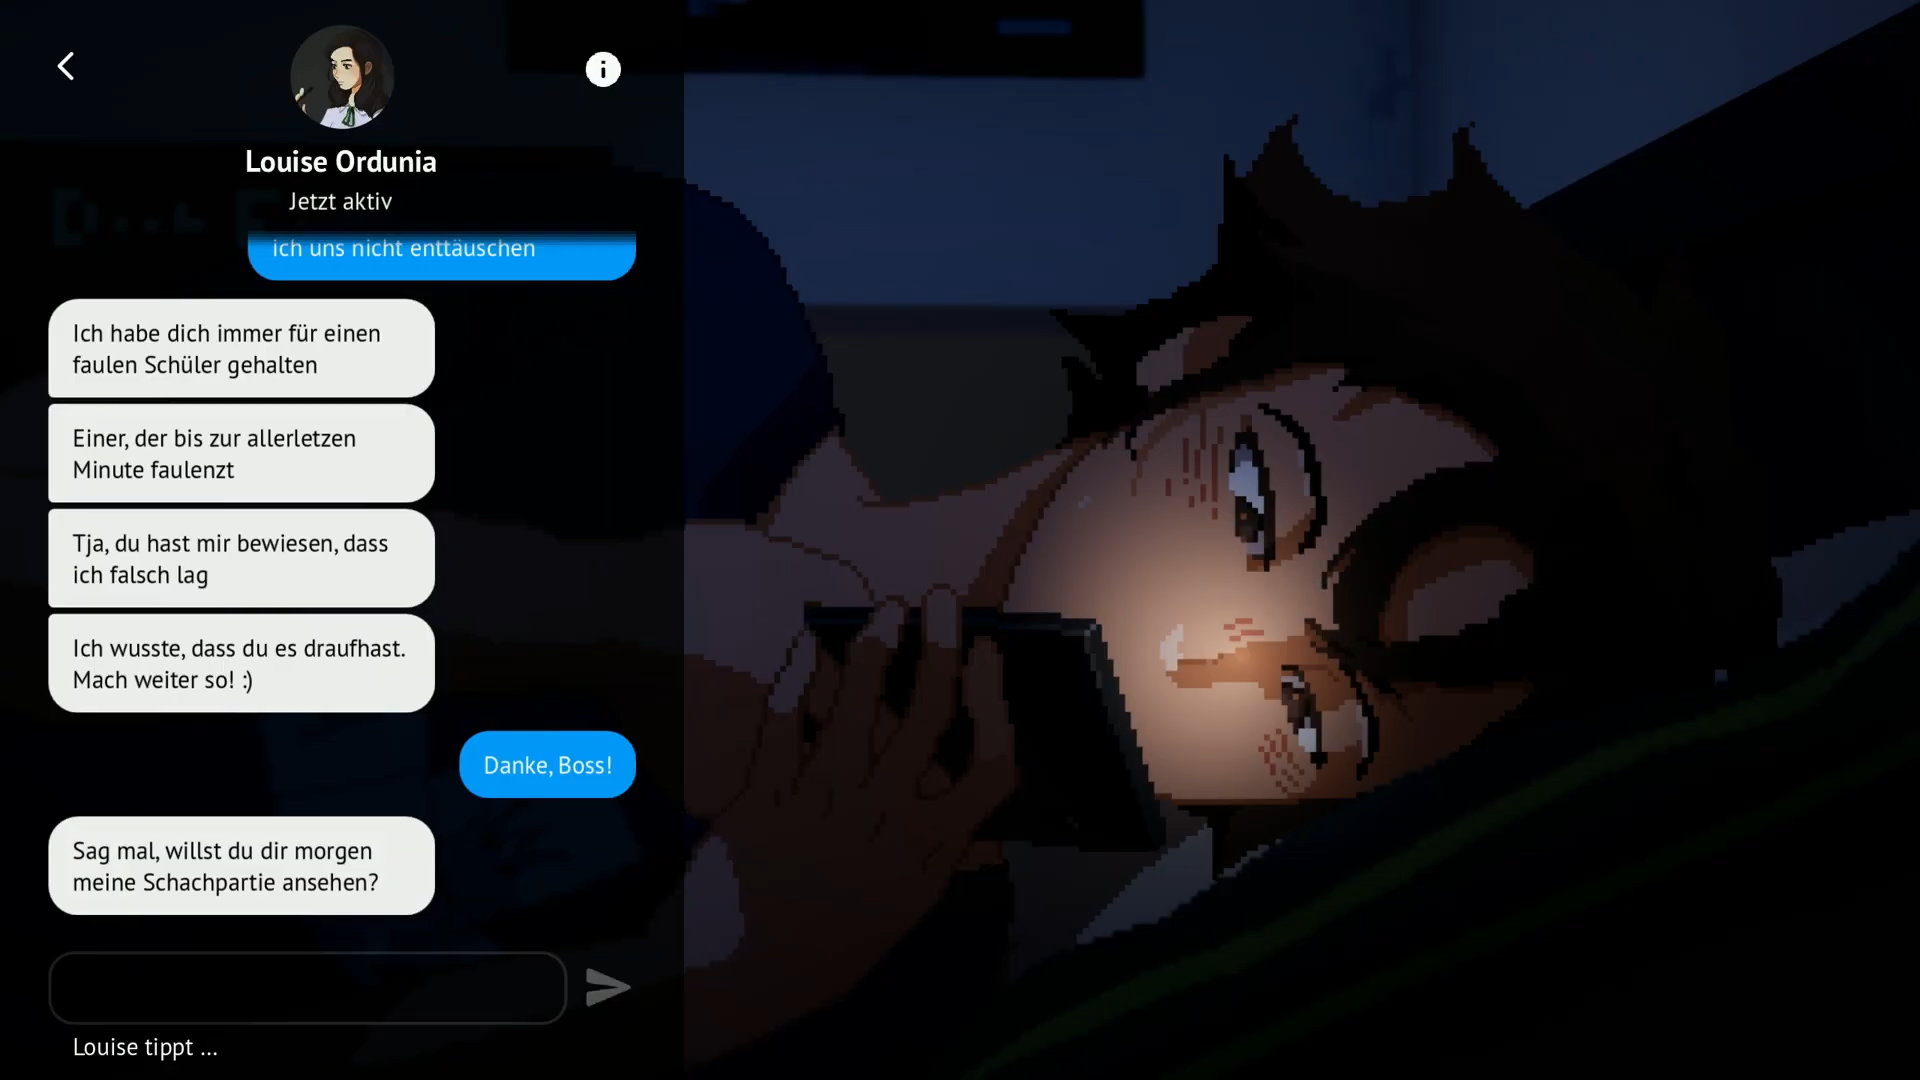 Louise Ordunia
Jetzt aktiv
ich uns nicht enttäuschen
Ich habe dich immer für einen
faulen Schüler gehalten
Einer, der bis zur allerletzen
Minute faulenzt
Tja, du hast mir bewiesen, dass
ich falsch lag
Ich wusste, dass du es draufhast.
Mach weiter so! :)
Danke, Boss!
Sag mal, willst du dir morgen
meine Schachpartie ansehen?
Louise tippt ...